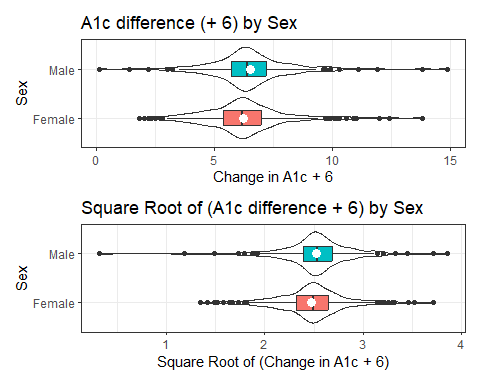 A1c difference (+ 6) by Sex
Sex
Male
Female
0 5 10 15
Change in A1c + 6
Square Root of (A1c difference + 6) by Sex
Sex
Male
Female
1 2 3 4
Square Root of (Change in A1c + 6)